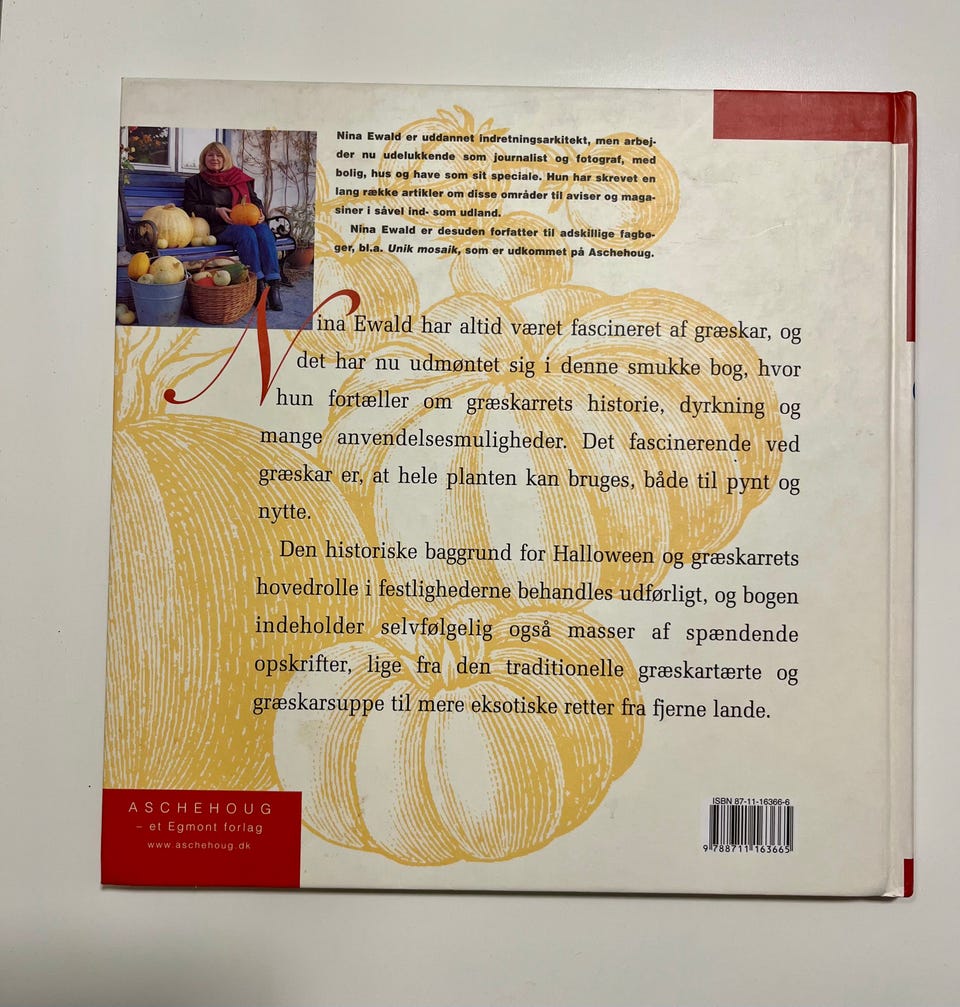 Nina Ewald er uddannet indretningsarkitekt, men arbej-
der nu udelukkende som journalist og fotograf, med
bolig, hus og have som sit speciale. Hun har skrevet en
lang række artikler om disse områder til aviser og maga-
siner i såvel ind- som udland.
Nina Ewald er desuden forfatter til adskillige fagbø-
ger, bl.a. Unik mosaik, som er udkommet på Aschehoug.
Nina Ewald har altid været fascineret af græskar, og
det har nu udmøntet sig i denne smukke bog, hvor
hun fortæller om græskarrets historie, dyrkning og
mange anvendelsesmuligheder. Det fascinerende ved
græskar er, at hele planten kan bruges, både til pynt og
nytte.
Den historiske baggrund for Halloween og græskarrets
hovedrolle i festlighederne behandles udførligt, og bogen
indeholder selvfølgelig også masser af spændende
opskrifter, lige fra den traditionelle græskartærte og
græskarsuppe til mere eksotiske retter fra fjerne lande.
ASCHEHOUG
– et Egmont forlag
www.aschehoug.dk
ISBN 87-11-16366-6
9 788711 163665